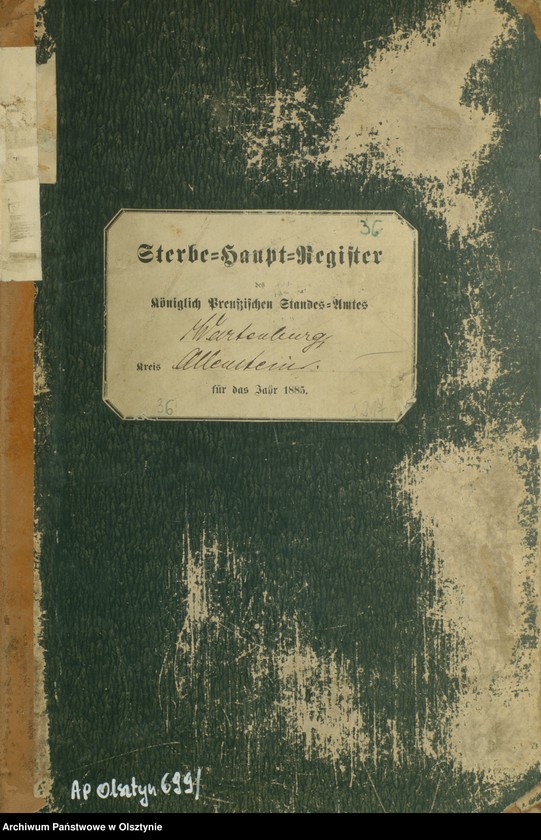 36
Sterbe=Haupt=Register
des
Königlich Preußischen Standes=Amtes
Wartenburg,
Kreis Allenstein.
für das Jahr 1885.
36
AP Olsztyn 699/
Archiwum Państwowe w Olsztynie